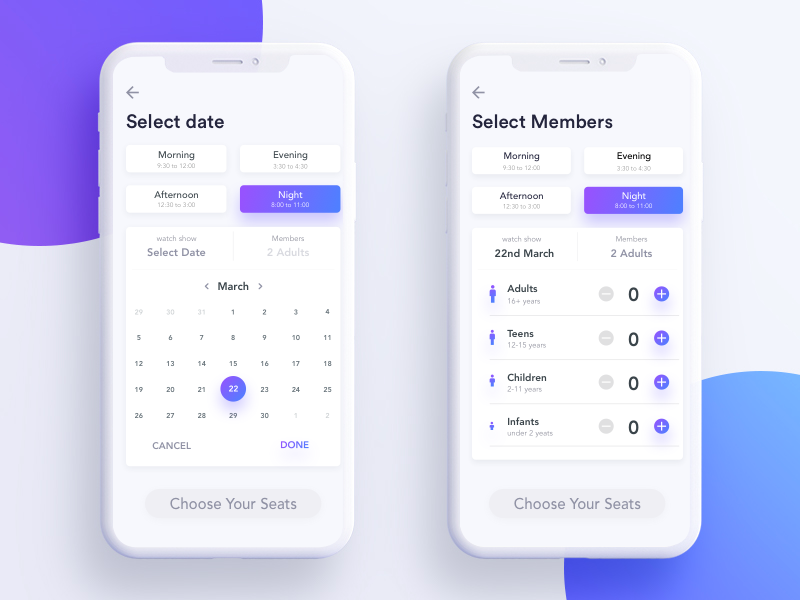 Select date
Morning
9:30 to 12:00
Evening
3:30 to 4:30
Afternoon
12:30 to 3:00
Night
8:00 to 11:00
watch show
Select Date
Members
2 Adults
< March >
29 30 31 1 2 3 4
5 6 7 8 9 10 11
12 13 14 15 16 17 18
19 20 21 22 23 24 25
26 27 28 29 30 1 2
CANCEL DONE
Choose Your Seats
Select Members
Morning
9:30 to 12:00
Evening
3:30 to 4:30
Afternoon
12:30 to 3:00
Night
8:00 to 11:00
watch show
22nd March
Members
2 Adults
Adults
16+ years
0
Teens
12-15 years
0
Children
2-11 years
0
Infants
under 2 yeats
0
Choose Your Seats